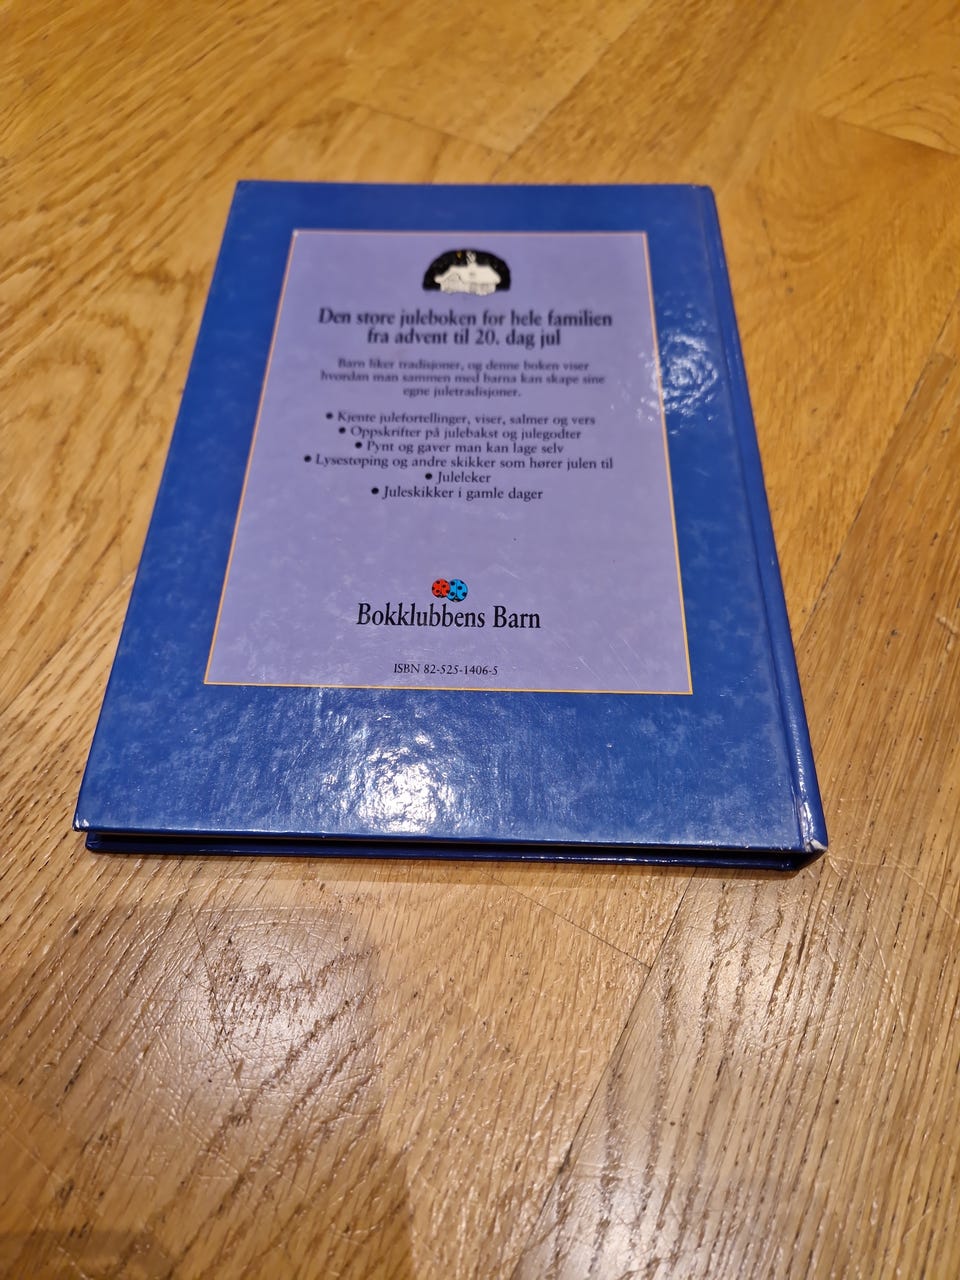 Den store juleboken for hele familien
fra advent til 20. dag jul
Barn liker tradisjoner, og denne boken viser
hvordan man sammen med barna kan skape sine
egne juletradisjoner.
• Kjente julefortellinger, viser, salmer og vers
• Oppskrifter på julebakst og julegodter
• Pynt og gaver man kan lage selv
• Lysestøping og andre skikker som hører julen til
• Juleleker
• Juleskikker i gamle dager
Bokklubbens Barn
ISBN 82-525-1406-5